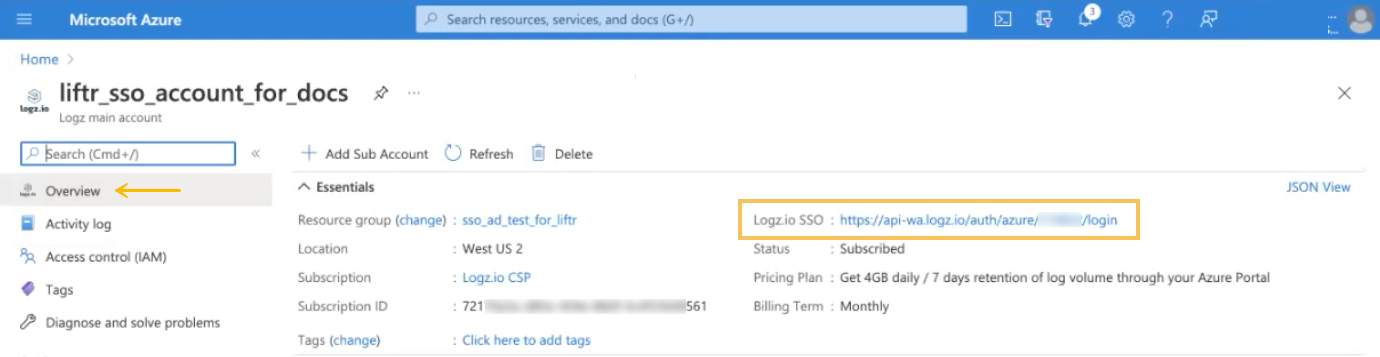 Microsoft Azure
Search resources, services, and docs (G+/)
3
Home
liftr_sso_account_for_docs
logz.io
Logz main account
Search (Cmd+/)
Add Sub Account
Refresh
Delete
Overview
Activity log
Access control (IAM)
Tags
Diagnose and solve problems
Essentials
JSON View
Resource group (change) : sso_ad_test_for_liftr
Location : West US 2
Subscription : Logz.io CSP
Subscription ID : 721 561
Tags (change) : Click here to add tags
Logz.io SSO : https://api-wa.logz.io/auth/azure/ /login
Status : Subscribed
Pricing Plan : Get 4GB daily / 7 days retention of log volume through your Azure Portal
Billing Term : Monthly